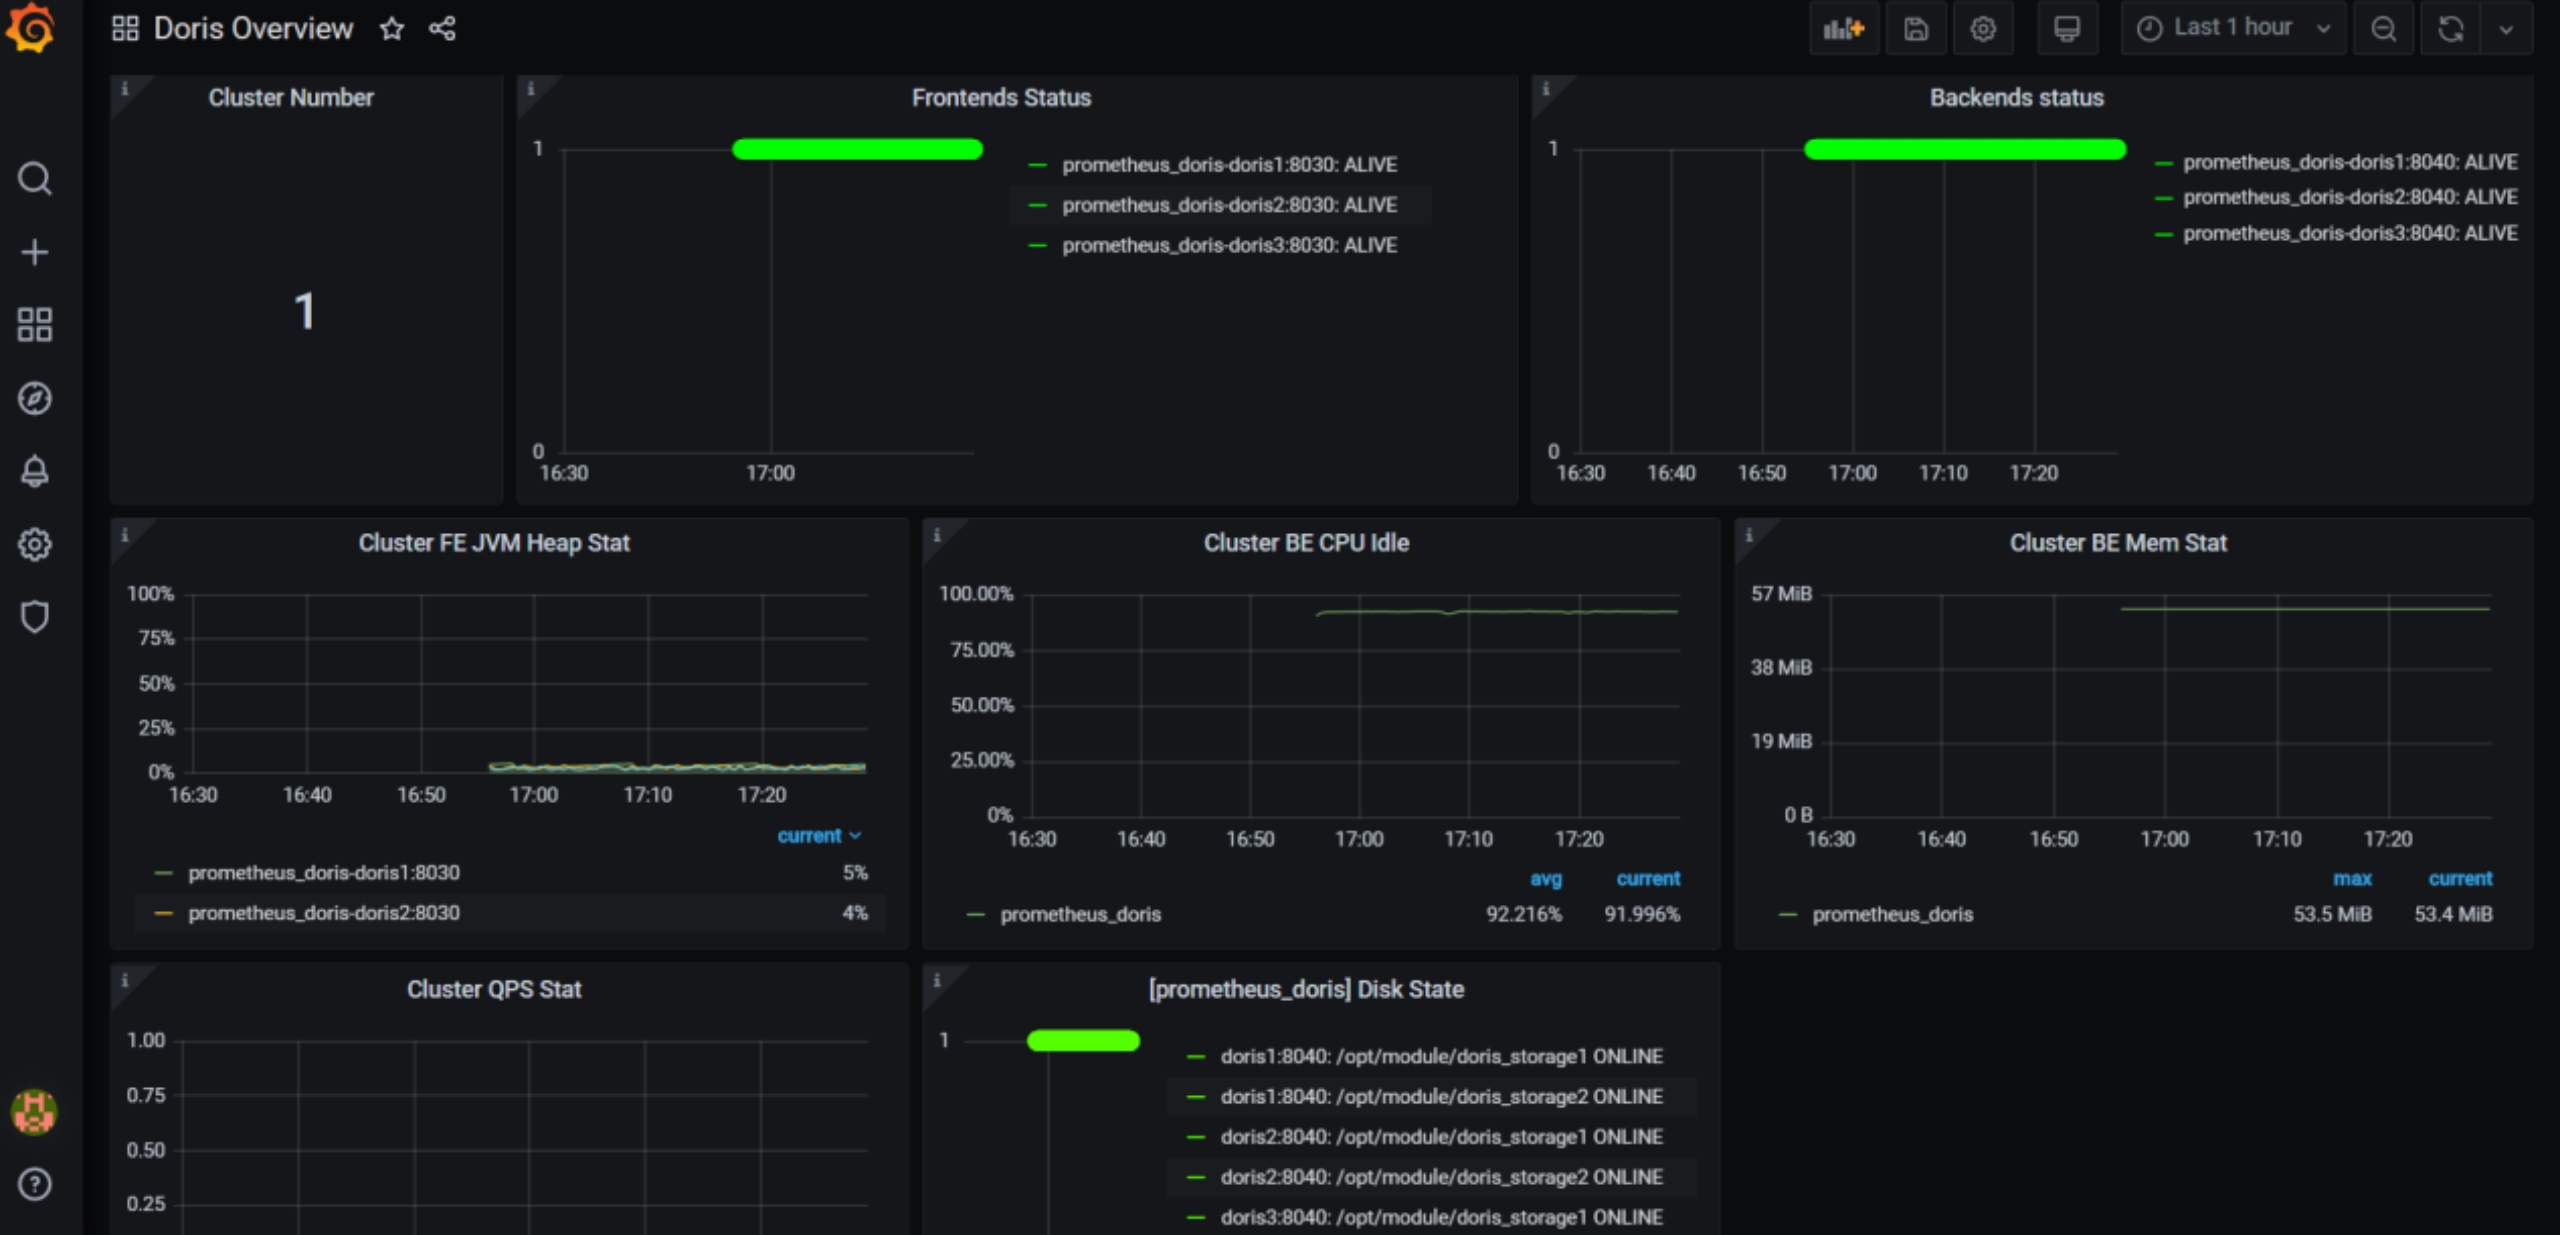 Doris Overview
Last 1 hour
Cluster Number
1
Frontends Status
1
0
16:30 17:00
prometheus_doris-doris1:8030: ALIVE
prometheus_doris-doris2:8030: ALIVE
prometheus_doris-doris3:8030: ALIVE
Backends status
1
0
16:30 16:40 16:50 17:00 17:10 17:20
prometheus_doris-doris1:8040: ALIVE
prometheus_doris-doris2:8040: ALIVE
prometheus_doris-doris3:8040: ALIVE
Cluster FE JVM Heap Stat
100%
75%
50%
25%
0%
16:30 16:40 16:50 17:00 17:10 17:20
current
prometheus_doris-doris1:8030 5%
prometheus_doris-doris2:8030 4%
Cluster BE CPU Idle
100.00%
75.00%
50.00%
25.00%
0%
16:30 16:40 16:50 17:00 17:10 17:20
avg current
prometheus_doris 92.216% 91.996%
Cluster BE Mem Stat
57 MiB
38 MiB
19 MiB
0 B
16:30 16:40 16:50 17:00 17:10 17:20
max current
prometheus_doris 53.5 MiB 53.4 MiB
Cluster QPS Stat
1.00
0.75
0.50
0.25
[prometheus_doris] Disk State
1
doris1:8040: /opt/module/doris_storage1 ONLINE
doris1:8040: /opt/module/doris_storage2 ONLINE
doris2:8040: /opt/module/doris_storage1 ONLINE
doris2:8040: /opt/module/doris_storage2 ONLINE
doris3:8040: /opt/module/doris_storage1 ONLINE